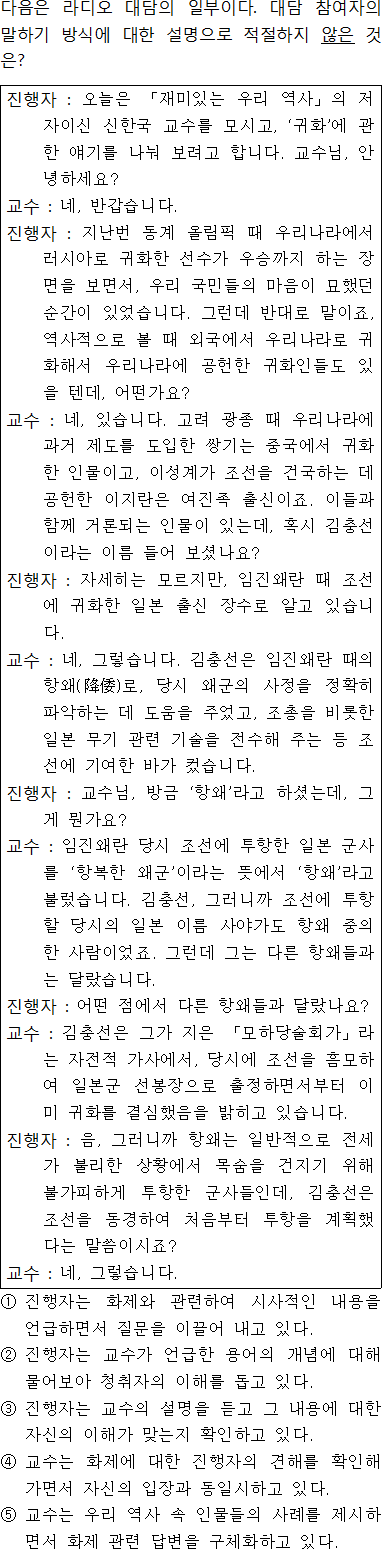 다음은 라디오 대담의 일부이다. 대담 참여자의
말하기 방식에 대한 설명으로 적절하지 않은 것
은?
진행자 : 오늘은 「재미있는 우리 역사」의 저
자이신 신한국 교수를 모시고, ‘귀화’에 관
한 얘기를 나눠 보려고 합니다. 교수님, 안
녕하세요?
교수 : 네, 반갑습니다.
진행자 : 지난번 동계 올림픽 때 우리나라에서
러시아로 귀화한 선수가 우승까지 하는 장
면을 보면서, 우리 국민들의 마음이 묘했던
순간이 있었습니다. 그런데 반대로 말이죠,
역사적으로 볼 때 외국에서 우리나라로 귀
화해서 우리나라에 공헌한 귀화인들도 있
을 텐데, 어떤가요?
교수 : 네, 있습니다. 고려 광종 때 우리나라에
과거 제도를 도입한 쌍기는 중국에서 귀화
한 인물이고, 이성계가 조선을 건국하는 데
공헌한 이지란은 여진족 출신이죠. 이들과
함께 거론되는 인물이 있는데, 혹시 김충선
이라는 이름 들어 보셨나요?
진행자 : 자세히는 모르지만, 임진왜란 때 조선
에 귀화한 일본 출신 장수로 알고 있습니
다.
교수 : 네, 그렇습니다. 김충선은 임진왜란 때의
항왜(降倭)로, 당시 왜군의 사정을 정확히
파악하는 데 도움을 주었고, 조총을 비롯한
일본 무기 관련 기술을 전수해 주는 등 조
선에 기여한 바가 컸습니다.
진행자 : 교수님, 방금 ‘항왜’라고 하셨는데, 그
게 뭔가요?
교수 : 임진왜란 당시 조선에 투항한 일본 군사
를 ‘항복한 왜군’이라는 뜻에서 ‘항왜’라고
불렀습니다. 김충선, 그러니까 조선에 투항
할 당시의 일본 이름 사야가도 항왜 중의
한 사람이었죠. 그런데 그는 다른 항왜들과
는 달랐습니다.
진행자 : 어떤 점에서 다른 항왜들과 달랐나요?
교수 : 김충선은 그가 지은 「모하당술회가」라
는 자전적 가사에서, 당시에 조선을 흠모하
여 일본군 선봉장으로 출정하면서부터 이
미 귀화를 결심했음을 밝히고 있습니다.
진행자 : 음, 그러니까 항왜는 일반적으로 전세
가 불리한 상황에서 목숨을 건지기 위해
불가피하게 투항한 군사들인데, 김충선은
조선을 동경하여 처음부터 투항을 계획했
다는 말씀이시죠?
교수 : 네, 그렇습니다.
① 진행자는 화제와 관련하여 시사적인 내용을
언급하면서 질문을 이끌어 내고 있다.
② 진행자는 교수가 언급한 용어의 개념에 대해
물어보아 청취자의 이해를 돕고 있다.
③ 진행자는 교수의 설명을 듣고 그 내용에 대한
자신의 이해가 맞는지 확인하고 있다.
④ 교수는 화제에 대한 진행자의 견해를 확인해
가면서 자신의 입장과 동일시하고 있다.
⑤ 교수는 우리 역사 속 인물들의 사례를 제시하
면서 화제 관련 답변을 구체화하고 있다.